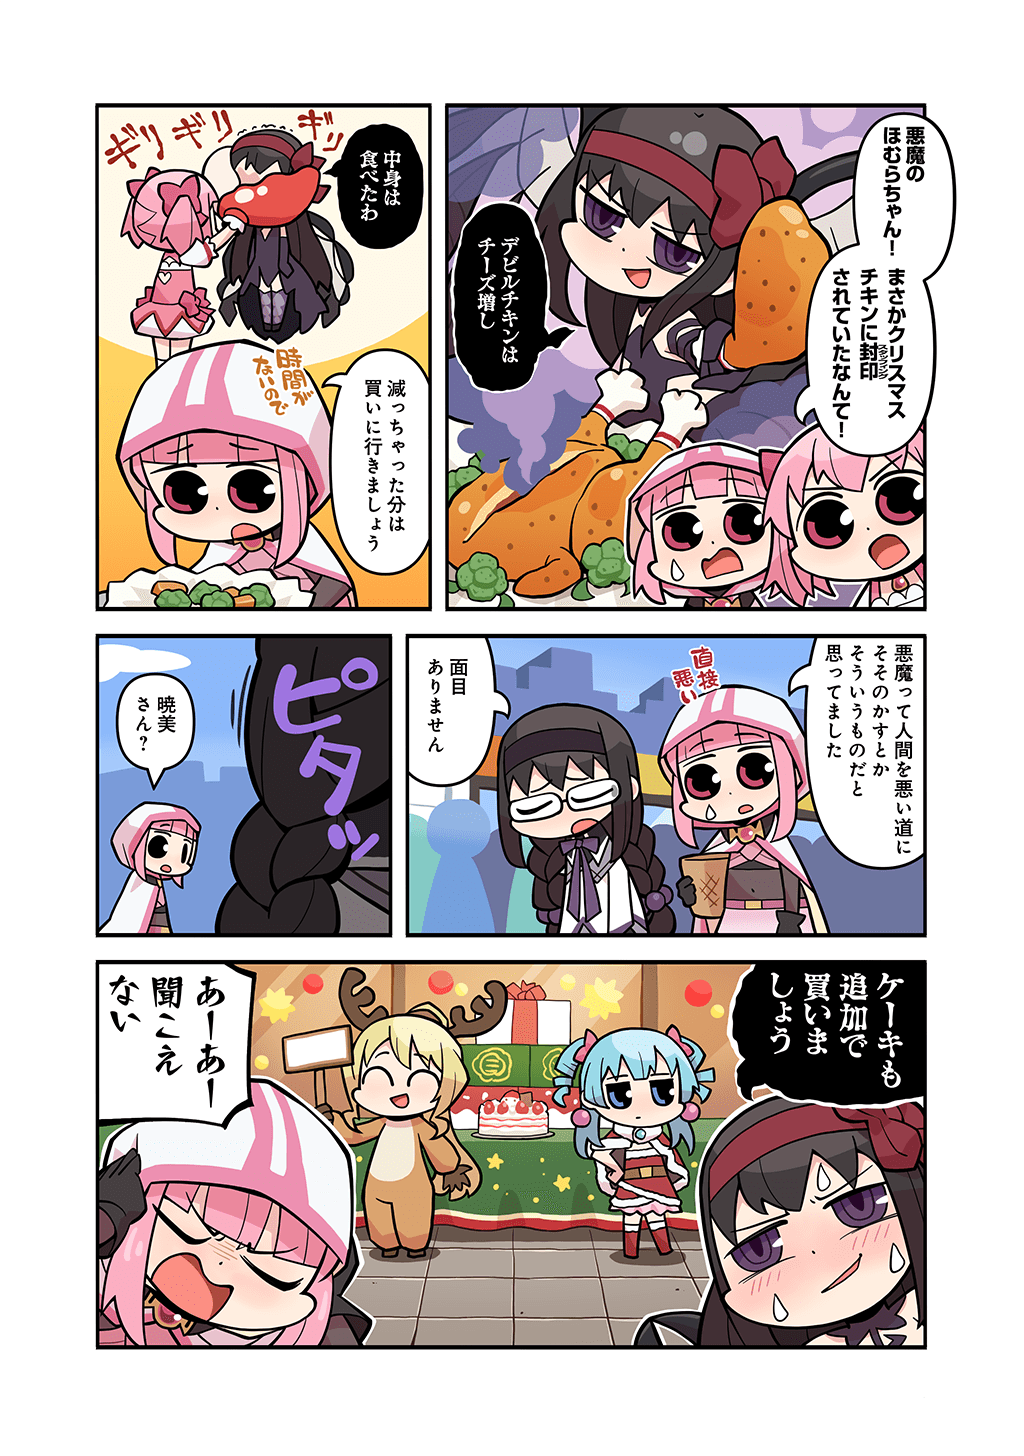 悪魔の
ほむらちゃん！
まさかクリスマス
チキンに封印
スタッフィング
されていたなんて！
デビルチキンは
チーズ増し
ギリ
ギリ
ギリ
中身は
食べたわ
時間が
ないので
減っちゃった分は
買いに行きましょう
悪魔って人間を悪い道に
そそのかすとか
そういうものだと
思ってました
直接
悪い
面目
ありません
ピタッ
暁美
さん？
ケーキも
追加で
買いま
しょう
あーあー
聞こえ
ない